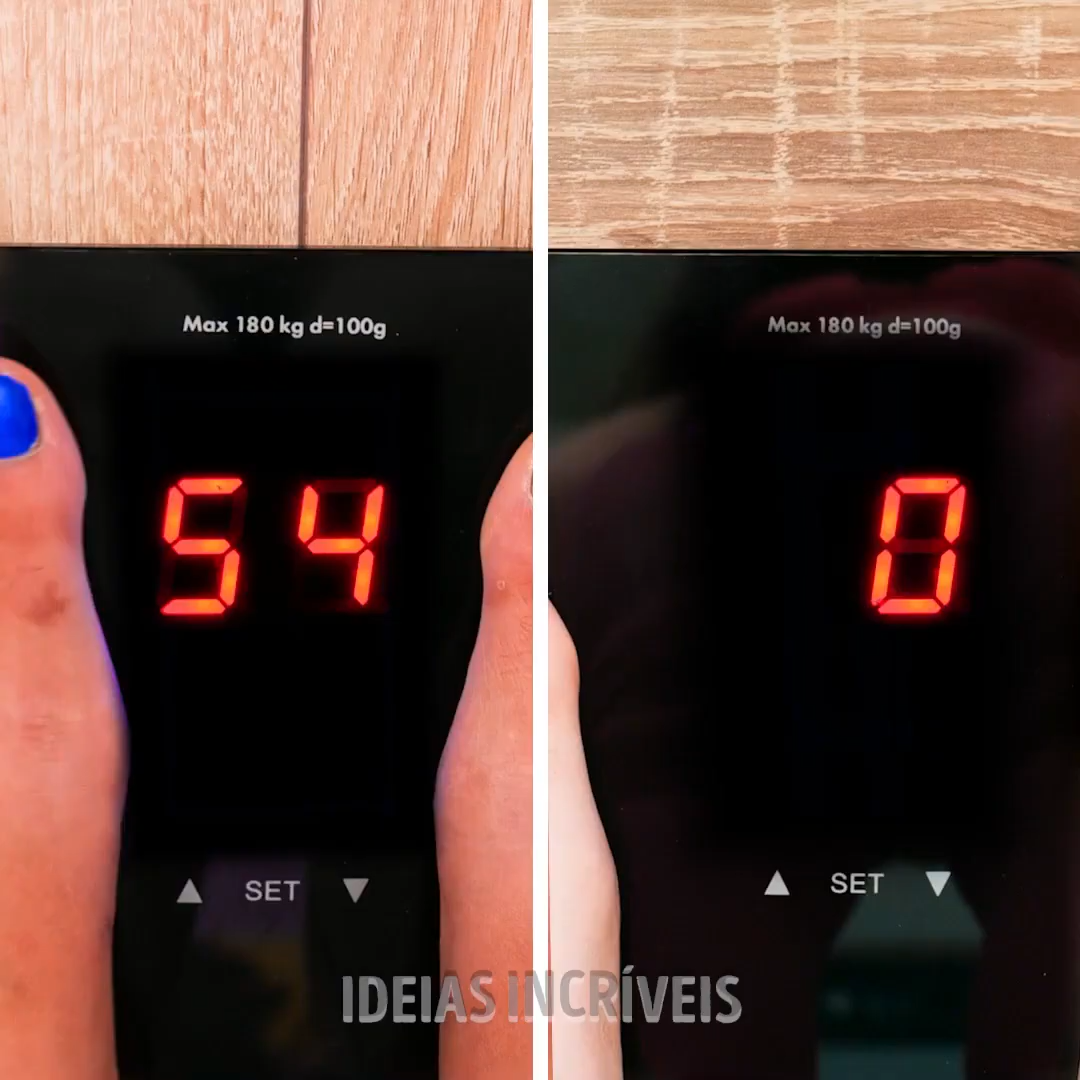 Max 180 kg d=100g
54
▲ SET ▼
Max 180 kg d=100g
0
▲ SET ▼
IDEIAS INCRÍVEIS